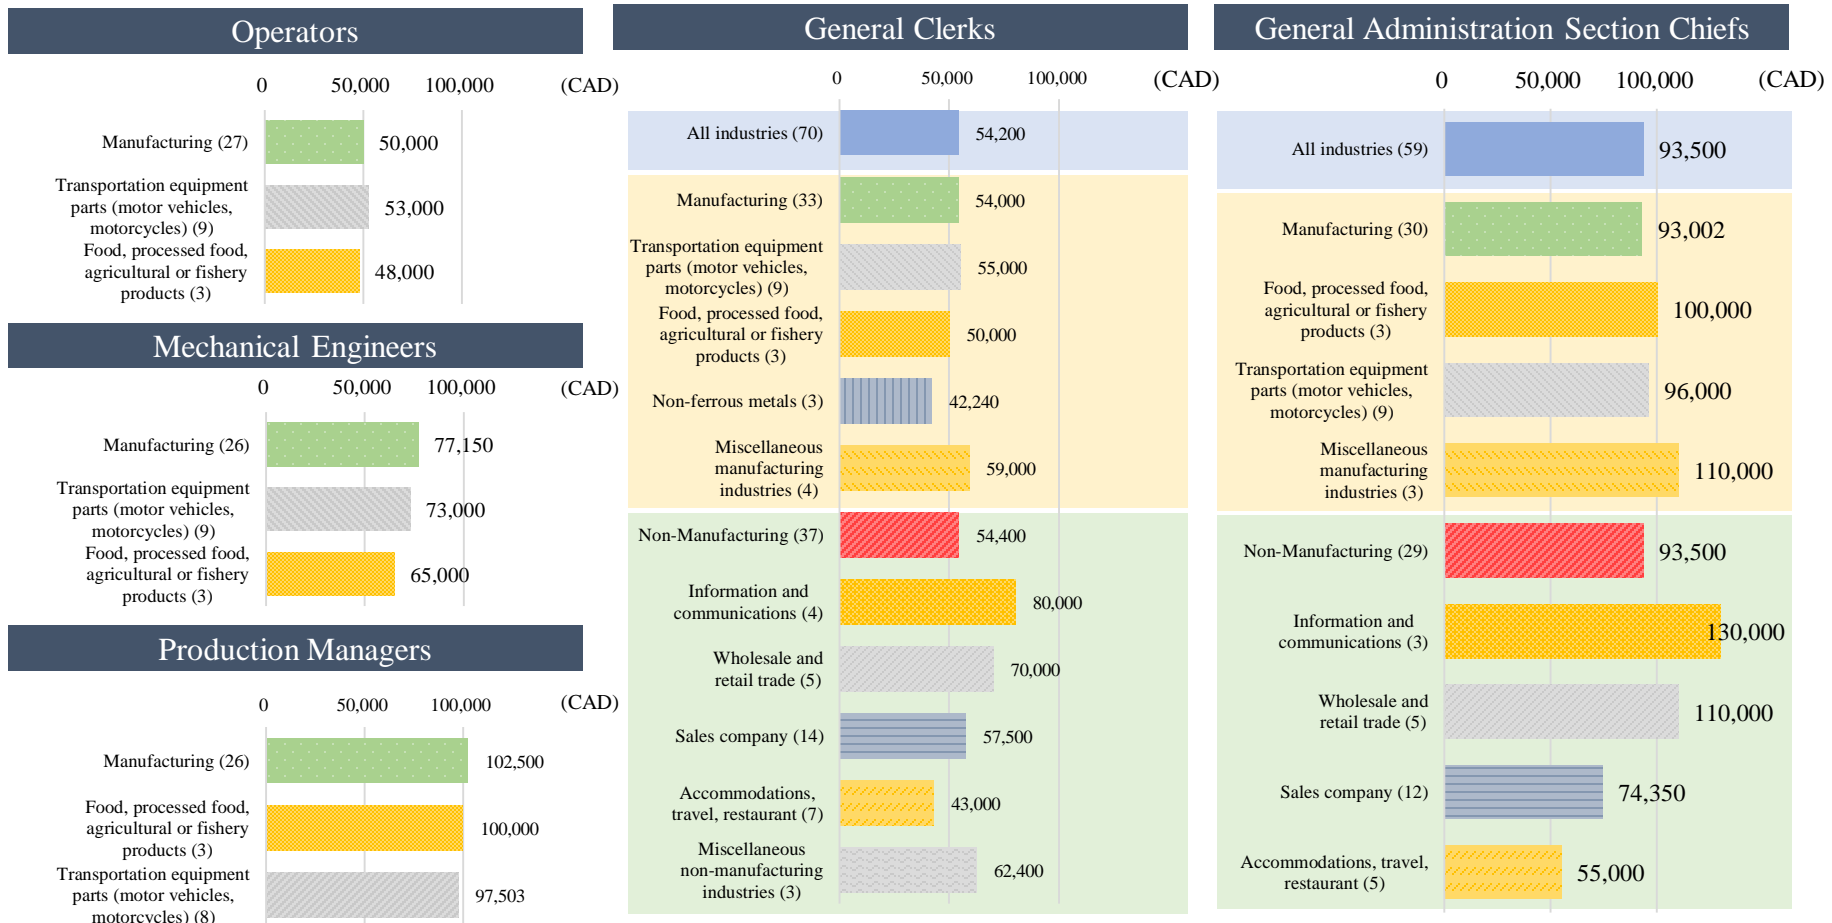 Operators
0 50,000 100,000 (CAD)
Manufacturing (27) 50,000
Transportation equipment
parts (motor vehicles, 53,000
motorcycles) (9)
Food, processed food,
agricultural or fishery 48,000
products (3)
Mechanical Engineers
0 50,000 100,000 (CAD)
Manufacturing (26) 77,150
Transportation equipment
parts (motor vehicles, 73,000
motorcycles) (9)
Food, processed food,
agricultural or fishery 65,000
products (3)
Production Managers
0 50,000 100,000 (CAD)
Manufacturing (26) 102,500
Food, processed food,
agricultural or fishery 100,000
products (3)
Transportation equipment
parts (motor vehicles, 97,503
motorcycles) (8)
General Clerks
0 50,000 100,000 (CAD)
All industries (70) 54,200
Manufacturing (33) 54,000
Transportation equipment
parts (motor vehicles, 55,000
motorcycles) (9)
Food, processed food,
agricultural or fishery 50,000
products (3)
Non-ferrous metals (3) 42,240
Miscellaneous
manufacturing 59,000
industries (4)
Non-Manufacturing (37) 54,400
Information and
communications (4) 80,000
Wholesale and
retail trade (5) 70,000
Sales company (14) 57,500
Accommodations,
travel, restaurant (7) 43,000
Miscellaneous
non-manufacturing 62,400
industries (3)
General Administration Section Chiefs
0 50,000 100,000 (CAD)
All industries (59) 93,500
Manufacturing (30) 93,002
Food, processed food,
agricultural or fishery 100,000
products (3)
Transportation equipment
parts (motor vehicles, 96,000
motorcycles) (9)
Miscellaneous
manufacturing 110,000
industries (3)
Non-Manufacturing (29) 93,500
Information and
communications (3) 130,000
Wholesale and
retail trade (5) 110,000
Sales company (12) 74,350
Accommodations, travel,
restaurant (5) 55,000